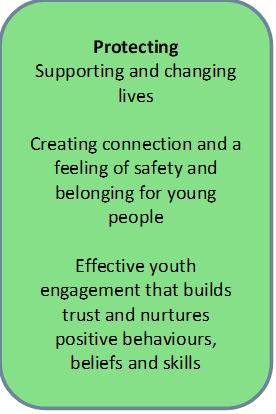 Protecting
Supporting and changing
lives
Creating connection and a
feeling of safety and
belonging for young
people
Effective youth
engagement that builds
trust and nurtures
positive behaviours,
beliefs and skills